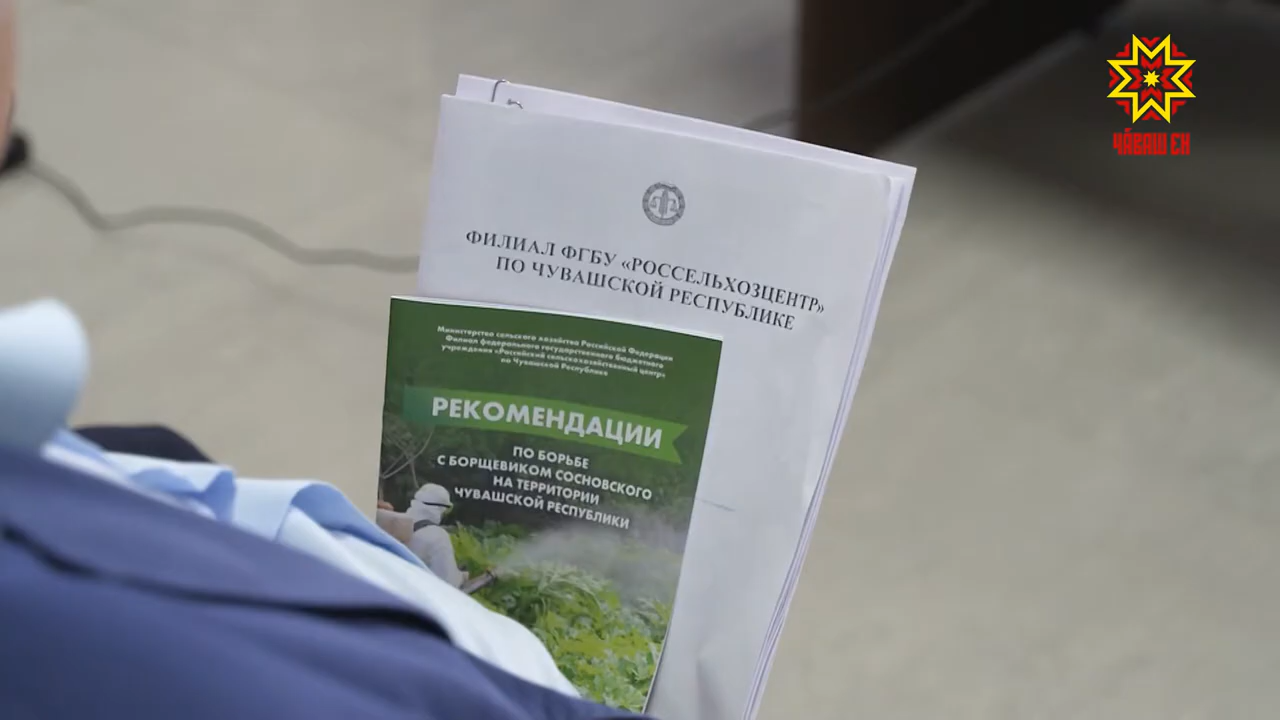 ЧӐВАШ ЕН
ФИЛИАЛ ФГБУ «РОССЕЛЬХОЗЦЕНТР»
ПО ЧУВАШСКОЙ РЕСПУБЛИКЕ
Министерство сельского хозяйства Российской Федерации
Филиал федерального государственного бюджетного
учреждения «Российский сельскохозяйственный центр»
по Чувашской Республике
РЕКОМЕНДАЦИИ
ПО БОРЬБЕ
С БОРЩЕВИКОМ СОСНОВСКОГО
НА ТЕРРИТОРИИ
ЧУВАШСКОЙ РЕСПУБЛИКИ